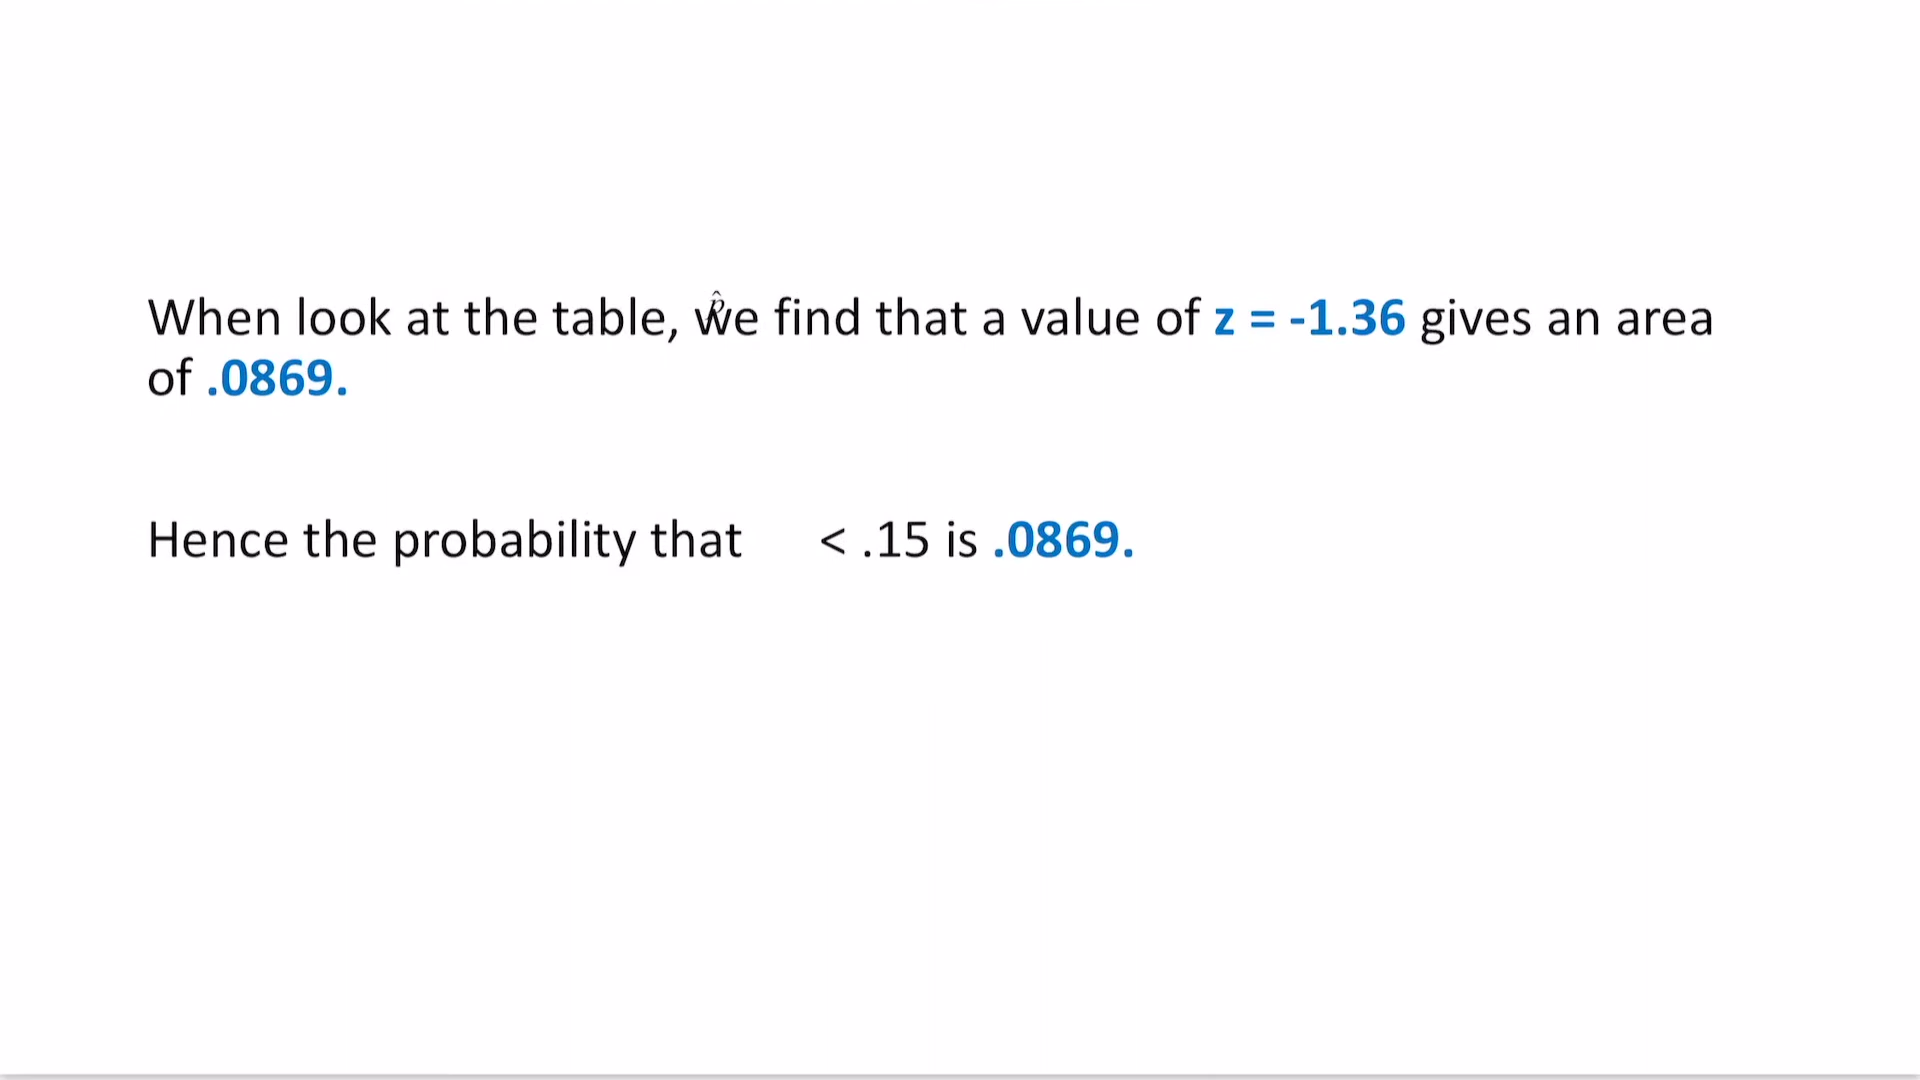 When look at the table, we find that a value of z = -1.36 gives an area
of .0869.
Hence the probability that < .15 is .0869.